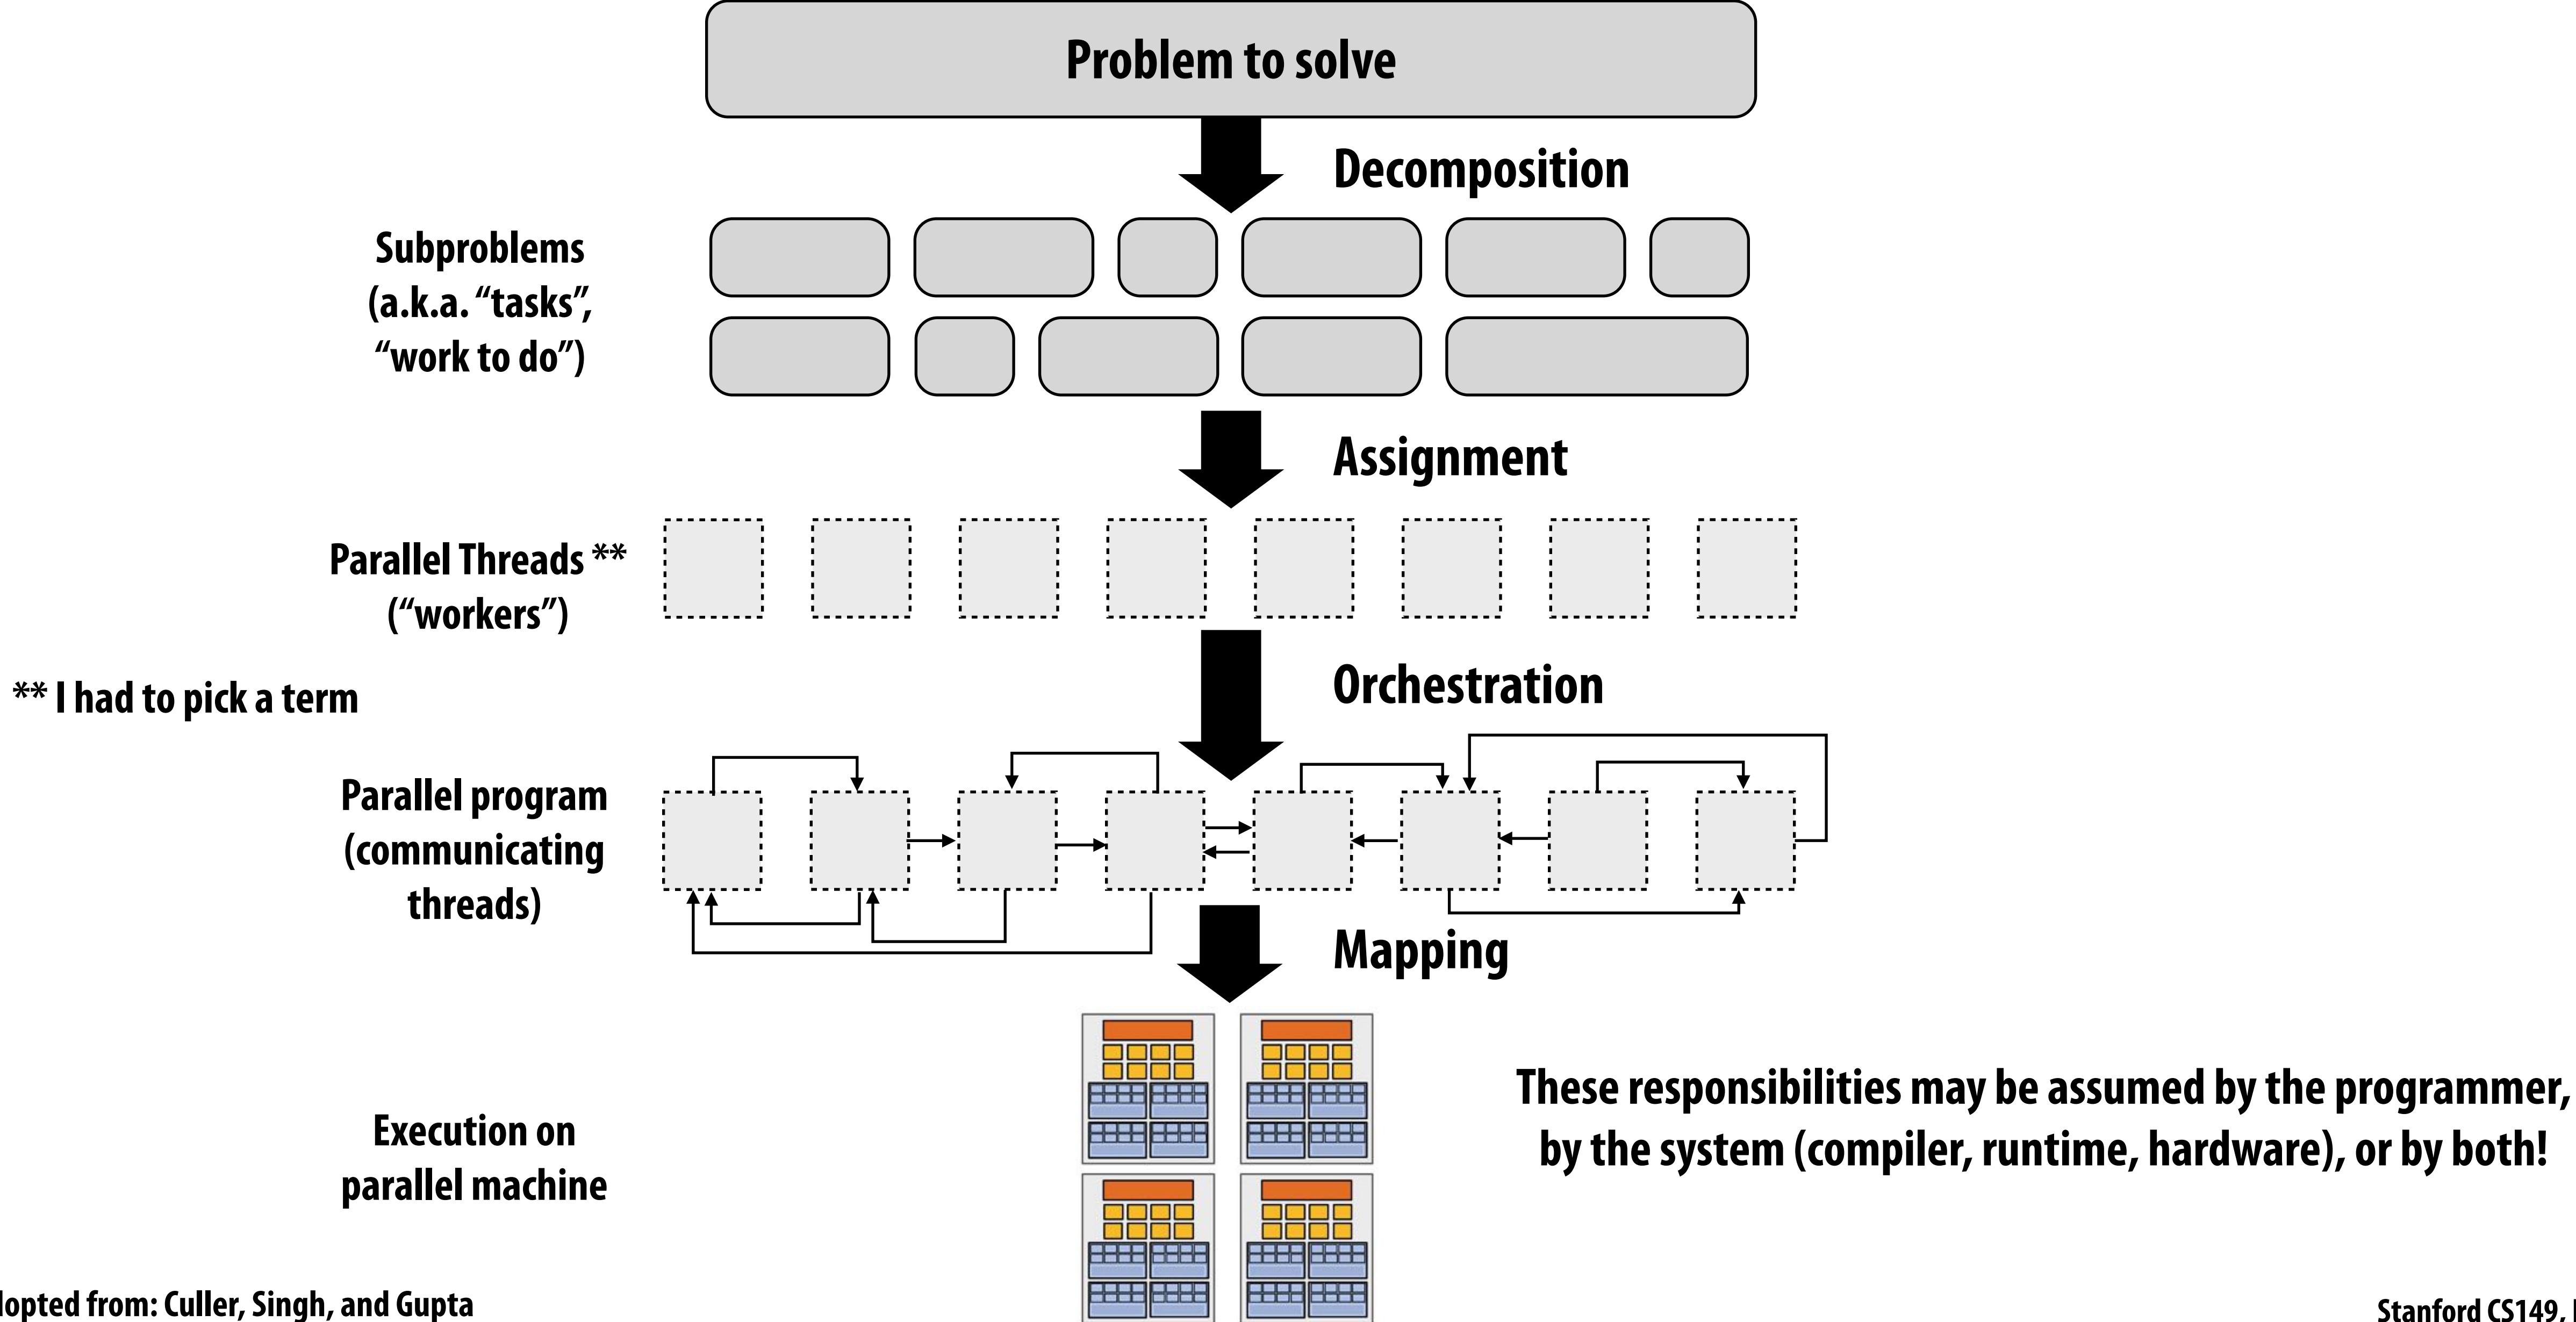 Problem to solve
Decomposition
Subproblems
(a.k.a. “tasks”,
“work to do”)
Assignment
Parallel Threads **
(“workers”)
Orchestration
** I had to pick a term
Parallel program
(communicating
threads)
Mapping
These responsibilities may be assumed by the programmer,
by the system (compiler, runtime, hardware), or by both!
Execution on
parallel machine
from: Culler, Singh, and Gupta
Stanford CS149,